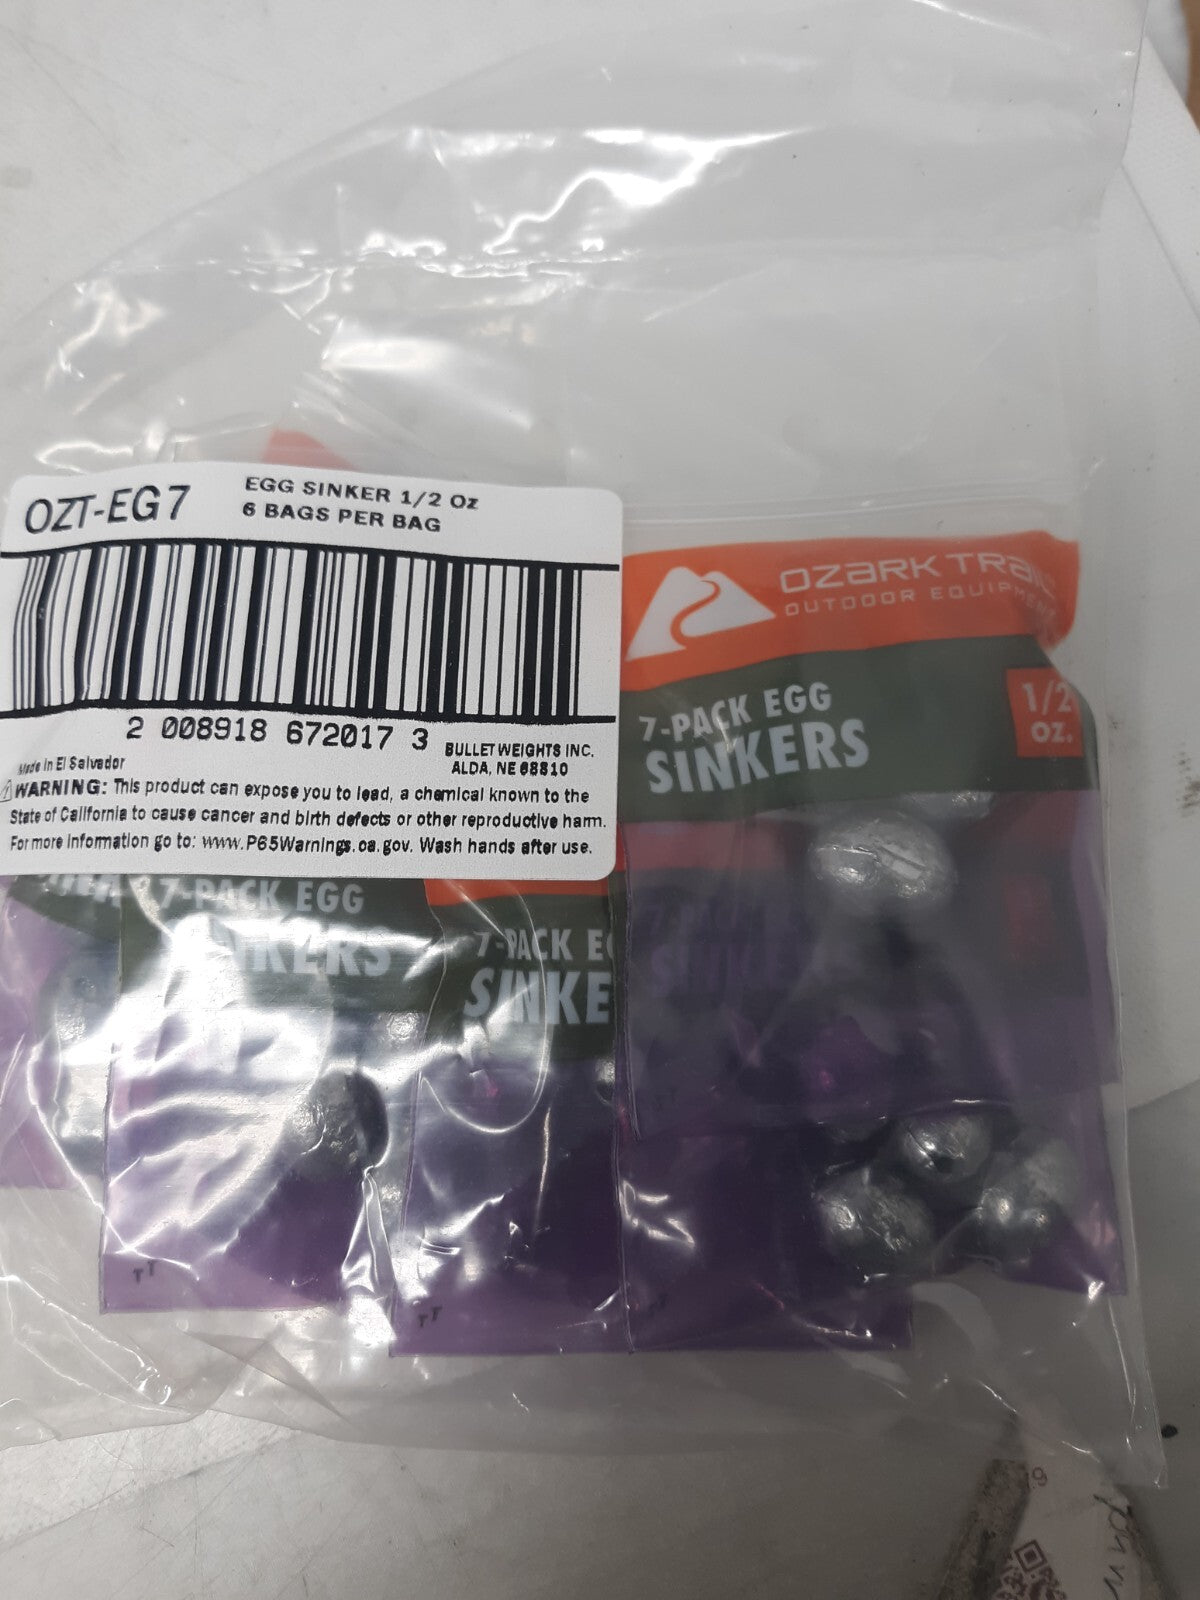 OZT-EG7
EGG SINKER 1/2 Oz
6 BAGS PER BAG
2 008918 672017 3
Made in El Salvador
BULLET WEIGHTS INC.
ALDA, NE 68810
WARNING: This product can expose you to lead, a chemical known to the
State of California to cause cancer and birth defects or other reproductive harm.
For more information go to: www.P65Warnings.ca.gov. Wash hands after use.
OZARK TRAIL
OUTDOOR EQUIPMENT
7-PACK EGG
SINKERS
1/2
OZ.
7-PACK EGG
SINKERS
7-PACK EG
SINKE
TT
TT
TT